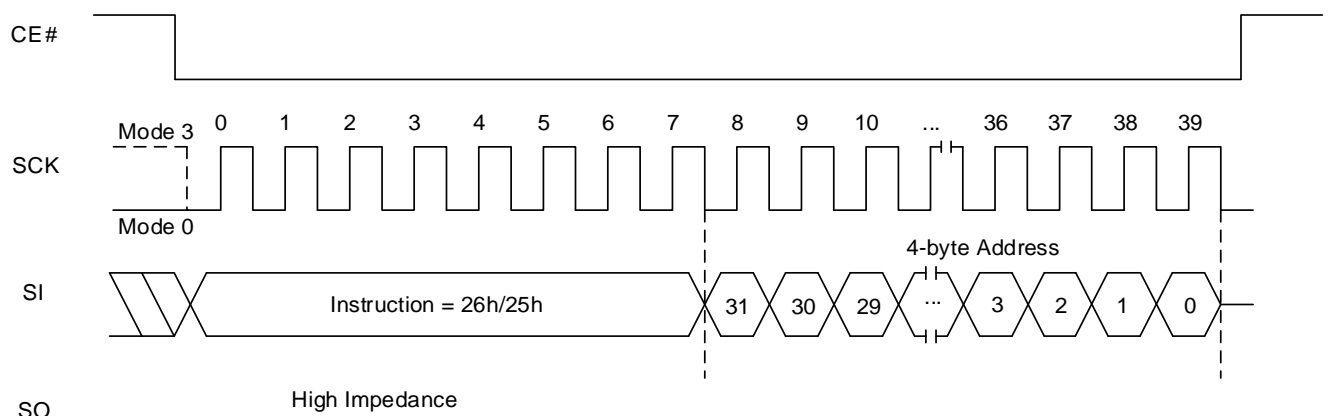 CE#
Mode 3
0 1 2 3 4 5 6 7 8 9 10 ... 36 37 38 39
SCK
Mode 0
4-byte Address
SI
Instruction = 26h/25h
31 30 29 ... 3 2 1 0
High Impedance
SO